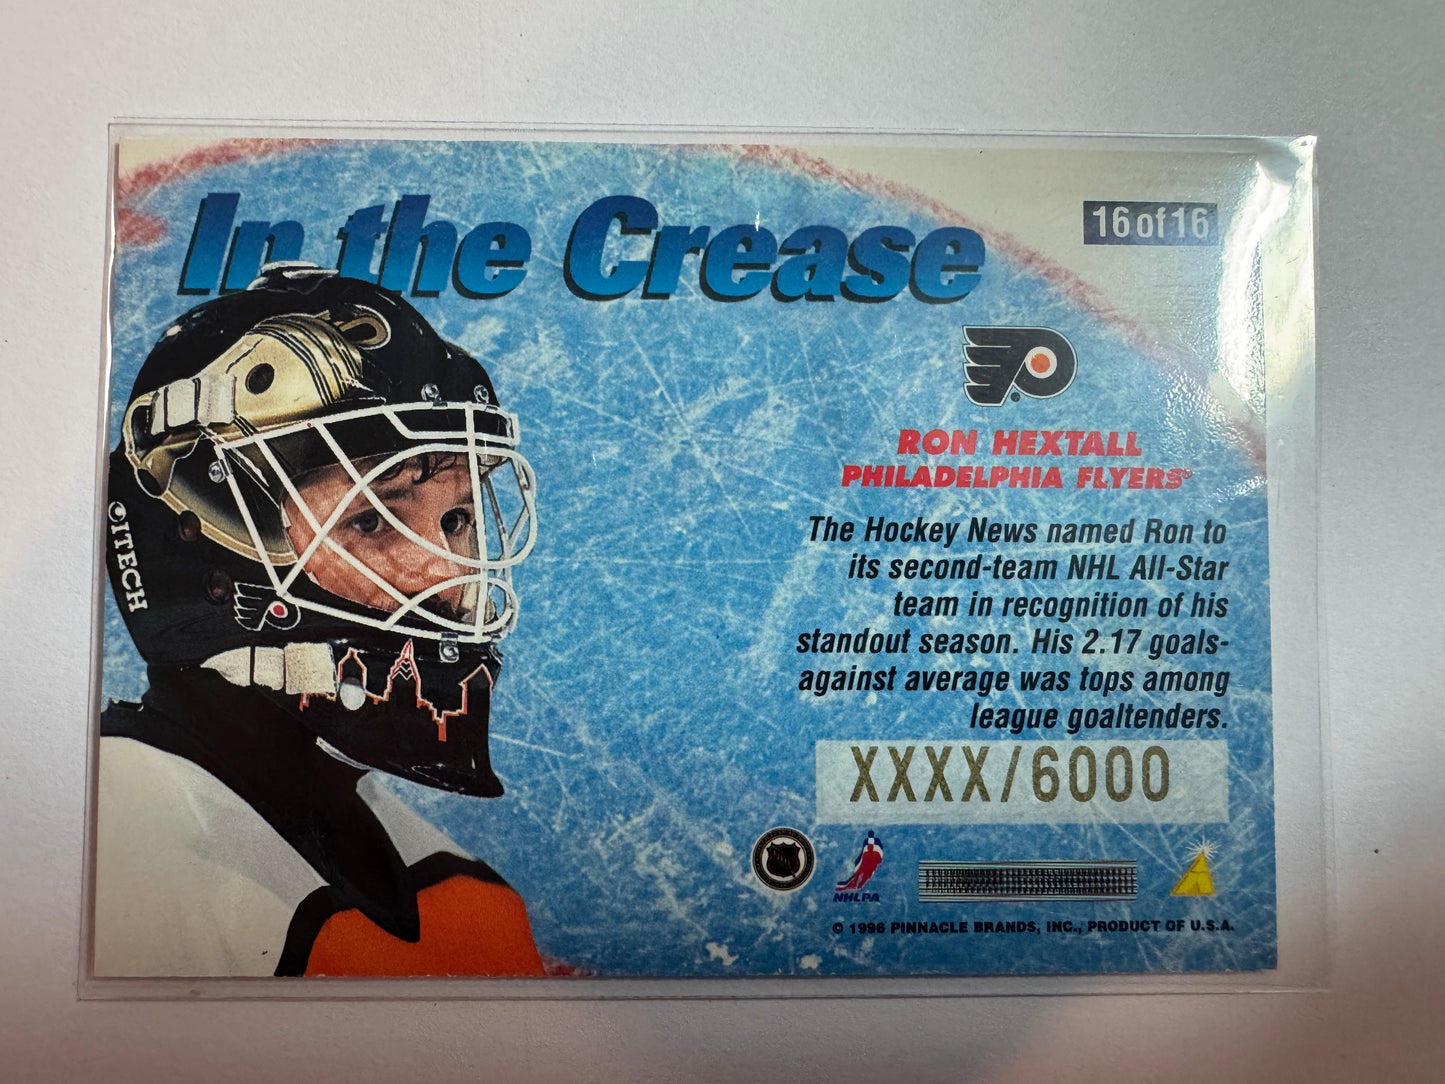 In the Crease
16 of 16
RON HEXTALL
PHILADELPHIA FLYERS®
The Hockey News named Ron to
its second-team NHL All-Star
team in recognition of his
standout season. His 2.17 goals-
against average was tops among
league goaltenders.
XXXX/6000
ITECH
NHLPA
© 1996 PINNACLE BRANDS, INC., PRODUCT OF U.S.A.